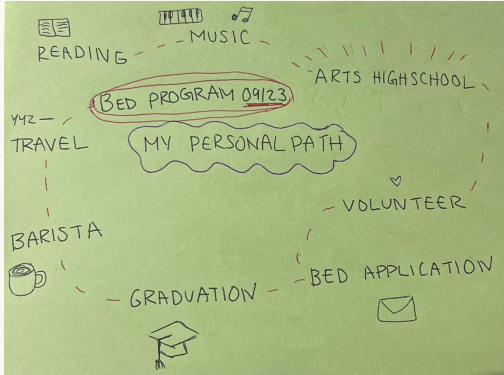 READING
MUSIC
ARTS HIGHSCHOOL
BED PROGRAM 09/23
YYZ —
TRAVEL
MY PERSONAL PATH
VOLUNTEER
BARISTA
BED APPLICATION
GRADUATION